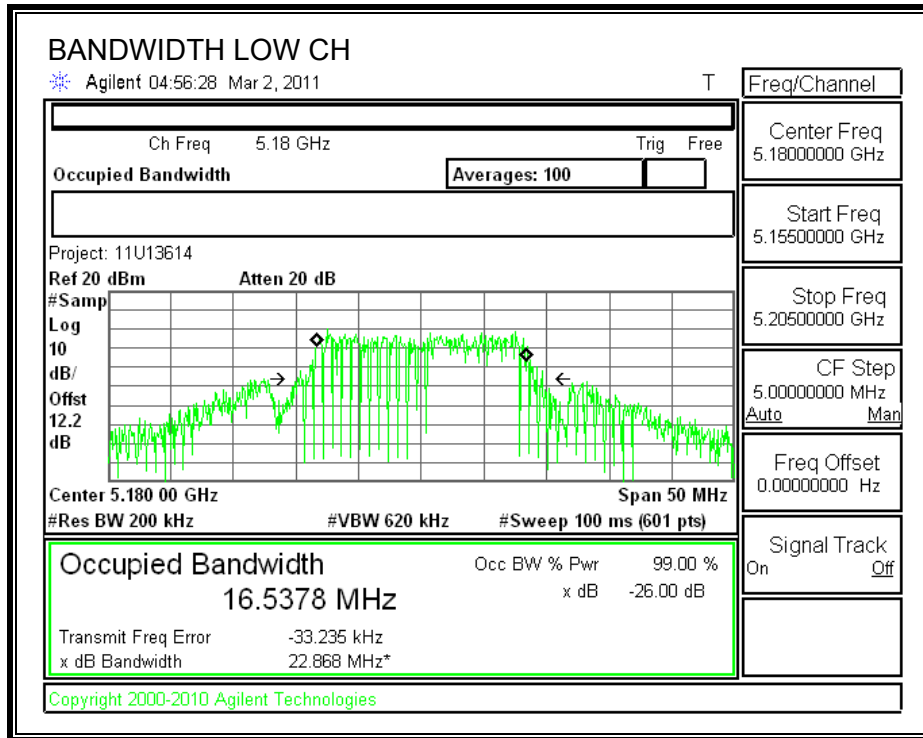 BANDWIDTH LOW CH
Agilent 04:56:28 Mar 2, 2011 T
Ch Freq 5.18 GHz Trig Free
Occupied Bandwidth Averages: 100
Project: 11U13614
Ref 20 dBm Atten 20 dB
#Samp
Log
10
dB/
Offst
12.2
dB
Center 5.180 00 GHz Span 50 MHz
#Res BW 200 kHz #VBW 620 kHz #Sweep 100 ms (601 pts)
Occupied Bandwidth Occ BW % Pwr 99.00 %
16.5378 MHz x dB -26.00 dB
Transmit Freq Error -33.235 kHz
x dB Bandwidth 22.868 MHz*
Copyright 2000-2010 Agilent Technologies
Freq/Channel
Center Freq
5.18000000 GHz
Start Freq
5.15500000 GHz
Stop Freq
5.20500000 GHz
CF Step
5.00000000 MHz
Auto Man
Freq Offset
0.00000000 Hz
Signal Track
On Off